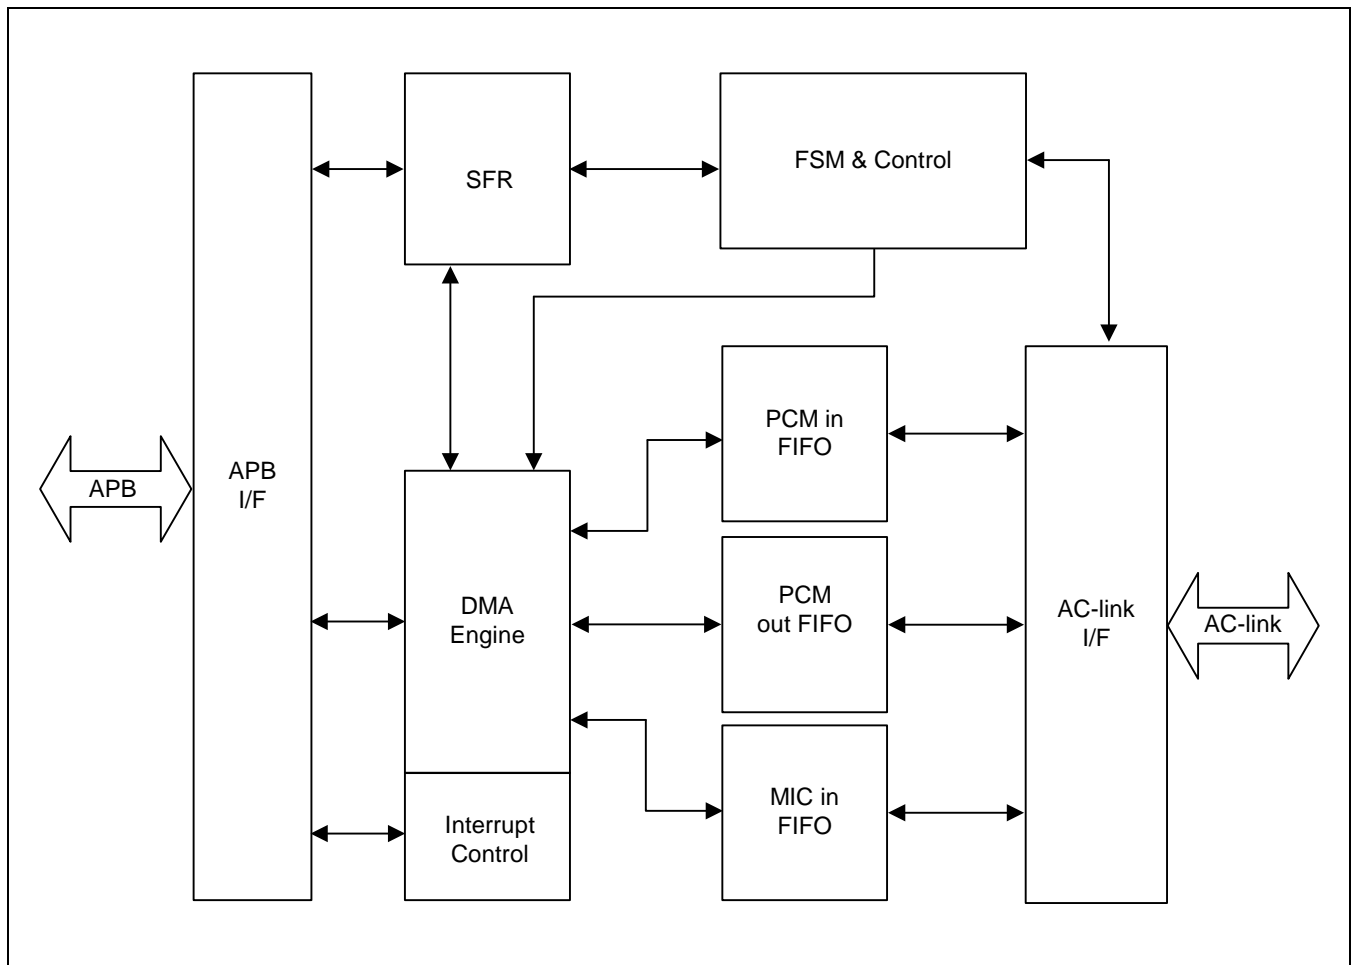 SFR
FSM & Control
APB
APB
I/F
PCM in
FIFO
DMA
Engine
PCM
out FIFO
AC-link
I/F
AC-link
MIC in
FIFO
Interrupt
Control